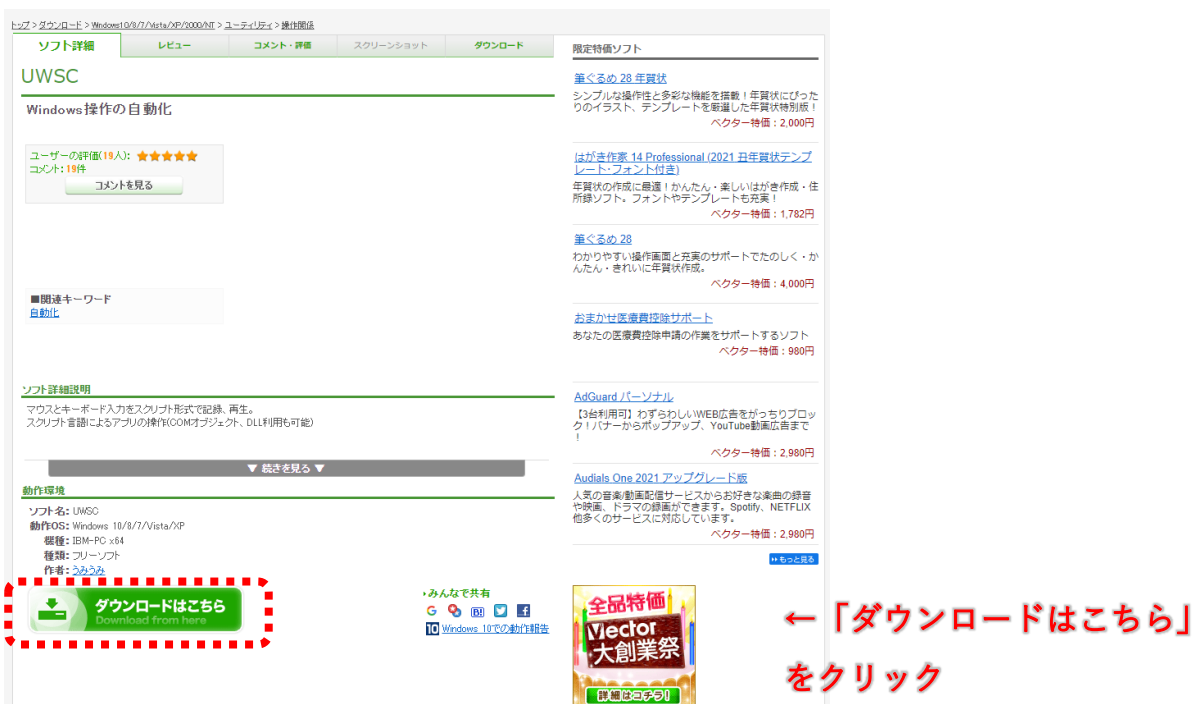 トップ > ダウンロード > Windows10/8/7/Vista/XP/2000/NT > ユーティリティ > 操作関係
ソフト詳細 レビュー コメント・評価 スクリーンショット ダウンロード
UWSC
Windows操作の自動化
ユーザーの評価(19人): ★★★★★
コメント: 19件
コメントを見る
■関連キーワード
自動化
ソフト詳細説明
マウスとキーボード入力をスクリプト形式で記録、再生。
スクリプト言語によるアプリの操作(COMオブジェクト、DLL利用も可能)
▼ 続きを見る ▼
動作環境
ソフト名: UWSC
動作OS: Windows 10/8/7/Vista/XP
機種: IBM-PC x64
種類: フリーソフト
作者: うみうみ
ダウンロードはこちら
Download from here
みんなで共有
G B! f
10 Windows 10での動作報告
限定特価ソフト
筆ぐるめ 28 年賀状
シンプルな操作性と多彩な機能を搭載！年賀状にぴった
りのイラスト、テンプレートを厳選した年賀状特別版！
ベクター特価：2,000円
はがき作家 14 Professional (2021 丑年賀状テンプ
レート・フォント付き)
年賀状の作成に最適！かんたん・楽しいはがき作成・住
所録ソフト。フォントやテンプレートも充実！
ベクター特価：1,782円
筆ぐるめ 28
わかりやすい操作画面と充実のサポートでたのしく・か
んたん・きれいに年賀状作成。
ベクター特価：4,000円
おまかせ医療費控除サポート
あなたの医療費控除申請の作業をサポートするソフト
ベクター特価：980円
AdGuard パーソナル
【3台利用可】わずらわしいWEB広告をがっちりブロッ
ク！バナーからポップアップ、YouTube動画広告まで
！
ベクター特価：2,980円
Audials One 2021 アップグレード版
人気の音楽/動画配信サービスからお好きな楽曲の録音
や映画、ドラマの録画ができます。Spotify、NETFLIX
他多くのサービスに対応しています。
ベクター特価：2,980円
もっと見る
全品特価
Vector
大創業祭
詳細はコチラ!
←「ダウンロードはこちら」
をクリック